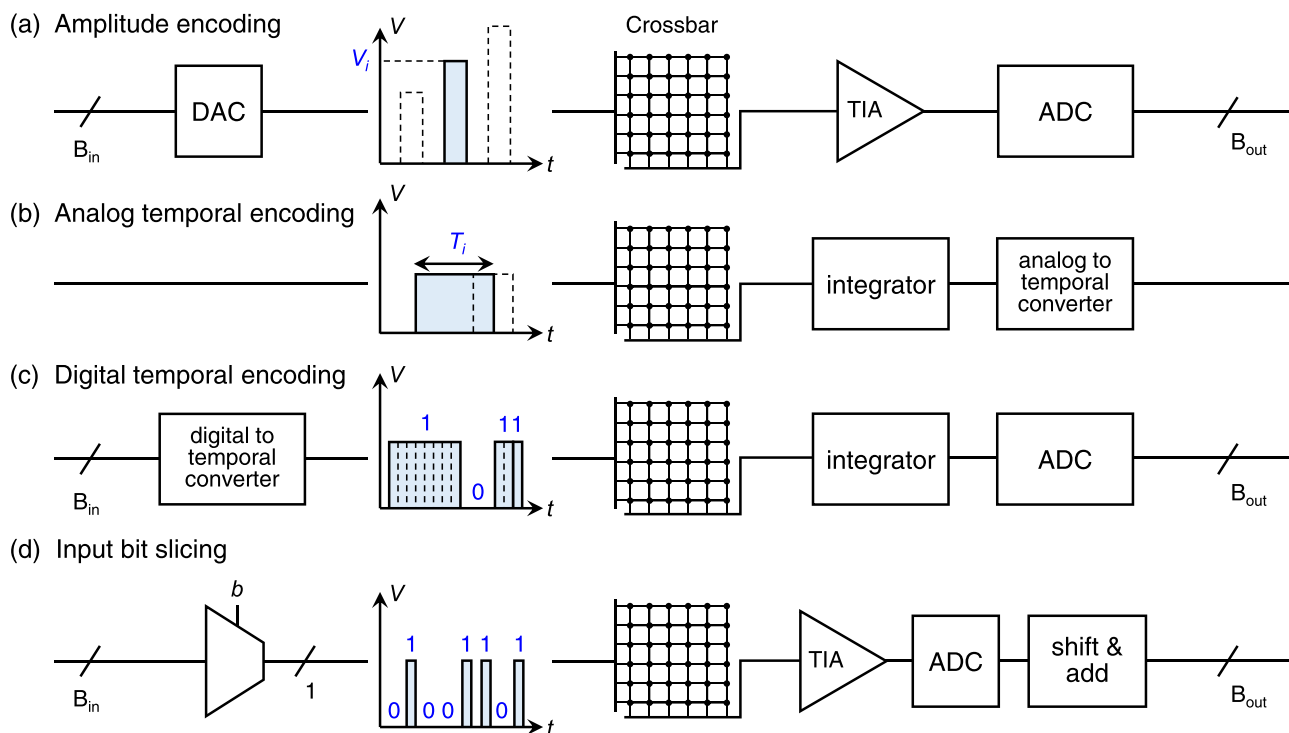 (a) Amplitude encoding
Crossbar
V
V_i
t
B_in
DAC
TIA
ADC
B_out
(b) Analog temporal encoding
V
T_i
t
integrator
analog to
temporal
converter
(c) Digital temporal encoding
V
1 0 11
t
B_in
digital to
temporal
converter
integrator
ADC
B_out
(d) Input bit slicing
b
B_in
1
V
0 1 0 0 1 1 0 1
t
TIA
ADC
shift &
add
B_out